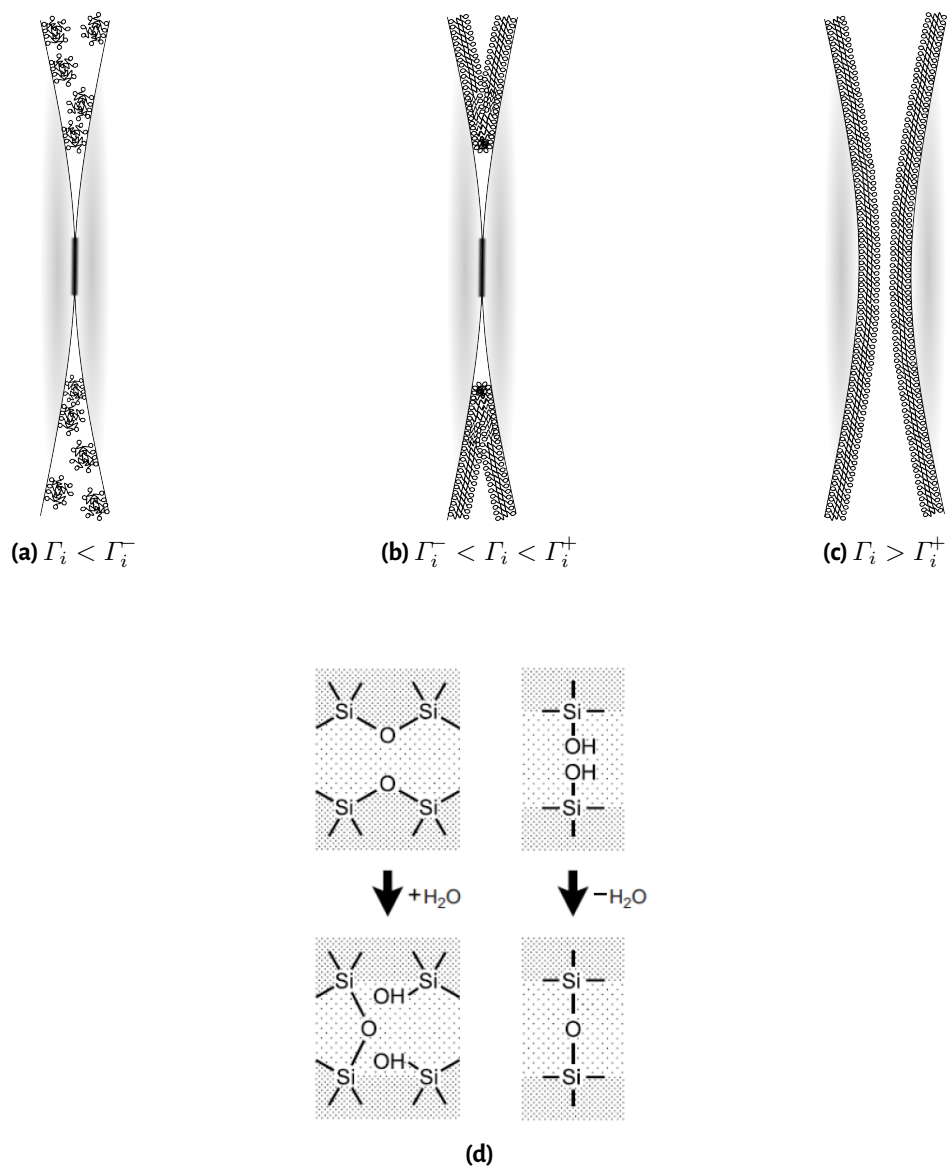 (a) Γᵢ < Γᵢ⁻
(b) Γᵢ⁻ < Γᵢ < Γᵢ⁺
(c) Γᵢ > Γᵢ⁺
Si Si
O
O
Si Si
+H₂O
Si Si
OH
O
OH
Si Si
Si
OH
OH
Si
−H₂O
Si
O
Si
(d)